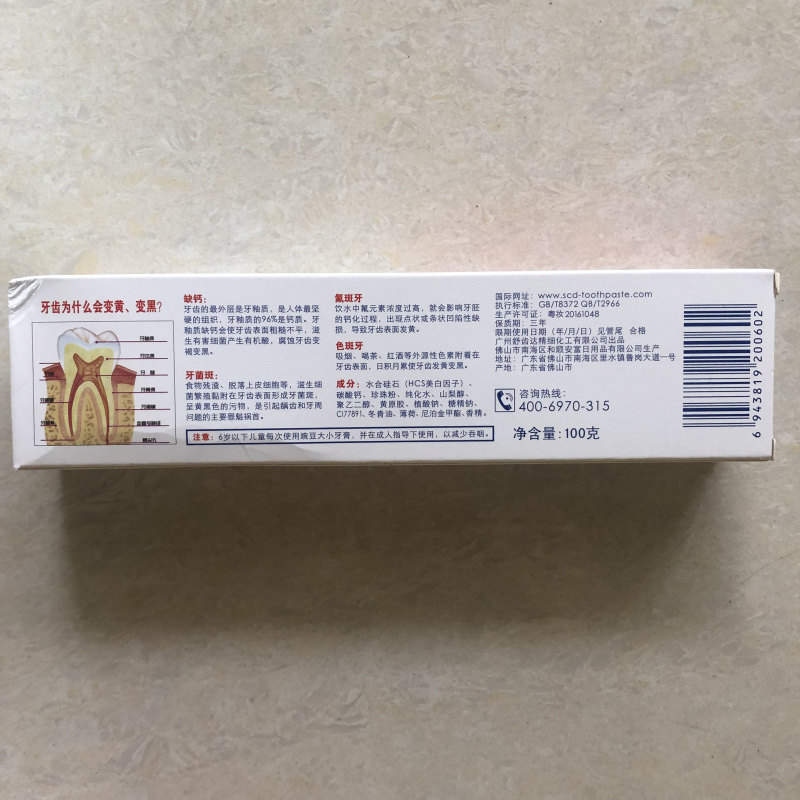 牙齿为什么会变黄、变黑?
牙釉质
牙本质
牙龈
缺钙:
牙齿的最外层是牙釉质，是人体最坚
硬的组织，牙釉质的96%是钙质。牙
釉质缺钙会使牙齿表面粗糙不平，滋
生有害细菌产生有机酸，腐蚀牙齿变
褐变黑。
牙菌斑:
食物残渣、脱落上皮细胞等，滋生细
菌繁殖黏附在牙齿表面形成牙菌斑，
呈黄黑色的污物，是引起龋齿和牙周
问题的主要罪魁祸首。
氟斑牙
饮水中氟元素浓度过高，就会影响牙胚
的钙化过程，出现点状或条状凹陷性缺
损，导致牙齿表面发黄。
色斑牙
吸烟、喝茶、红酒等外源性色素附着在
牙齿表面，日积月累使牙齿发黄变黑。
成分：水合硅石（HCS美白因子）、
碳酸钙、珍珠粉、纯化水、山梨醇、
聚乙二醇、黄原胶、植酸钠、糖精钠、
CI77891、冬青油、薄荷、尼泊金甲酯、香精。
注意：6岁以下儿童每次使用豌豆大小牙膏，并在成人指导下使用，以减少吞咽。
国际网址：www.scd-toothpaste.com
执行标准：GB/T8372 QB/T2966
生产许可证：粤妆20161048
保质期：三年
限期使用日期（年/月/日）见管尾 合格
广州舒齿达精细化工有限公司出品
佛山市南海区和顺安富日用品有限公司生产
地址：广东省佛山市南海区里水镇鲁岗大道一号
产地：广东省佛山市
咨询热线：
400-6970-315
净含量：100克
6 943819 200602